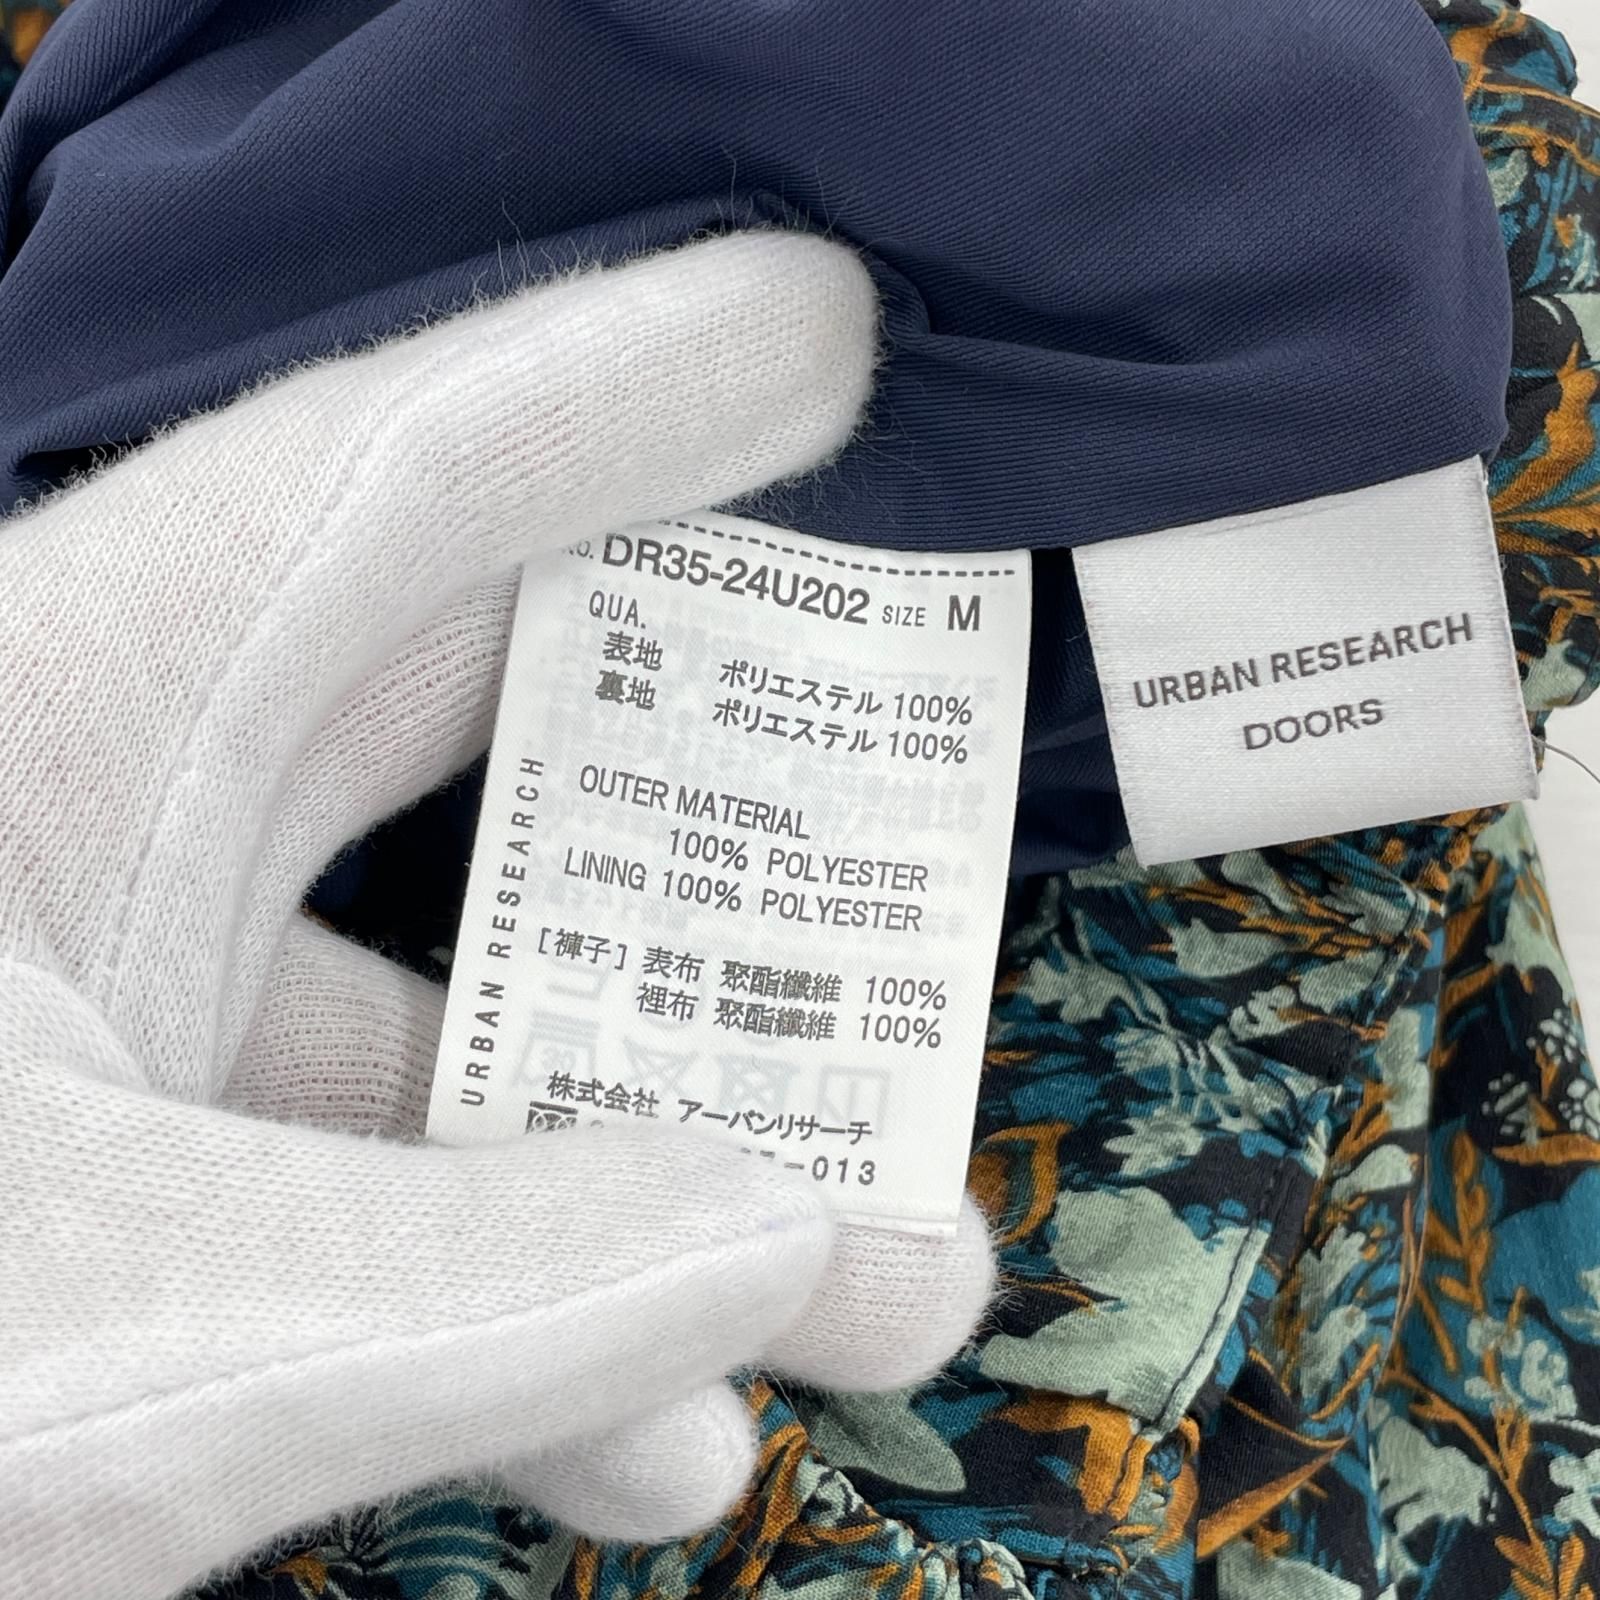 No. DR35-24U202 SIZE M
QUA.
表地 ポリエステル 100%
裏地 ポリエステル 100%
OUTER MATERIAL
100% POLYESTER
LINING 100% POLYESTER
[褲子] 表布 聚酯纖維 100%
裡布 聚酯纖維 100%
株式会社 アーバンリサーチ
-013
URBAN RESEARCH
URBAN RESEARCH
DOORS